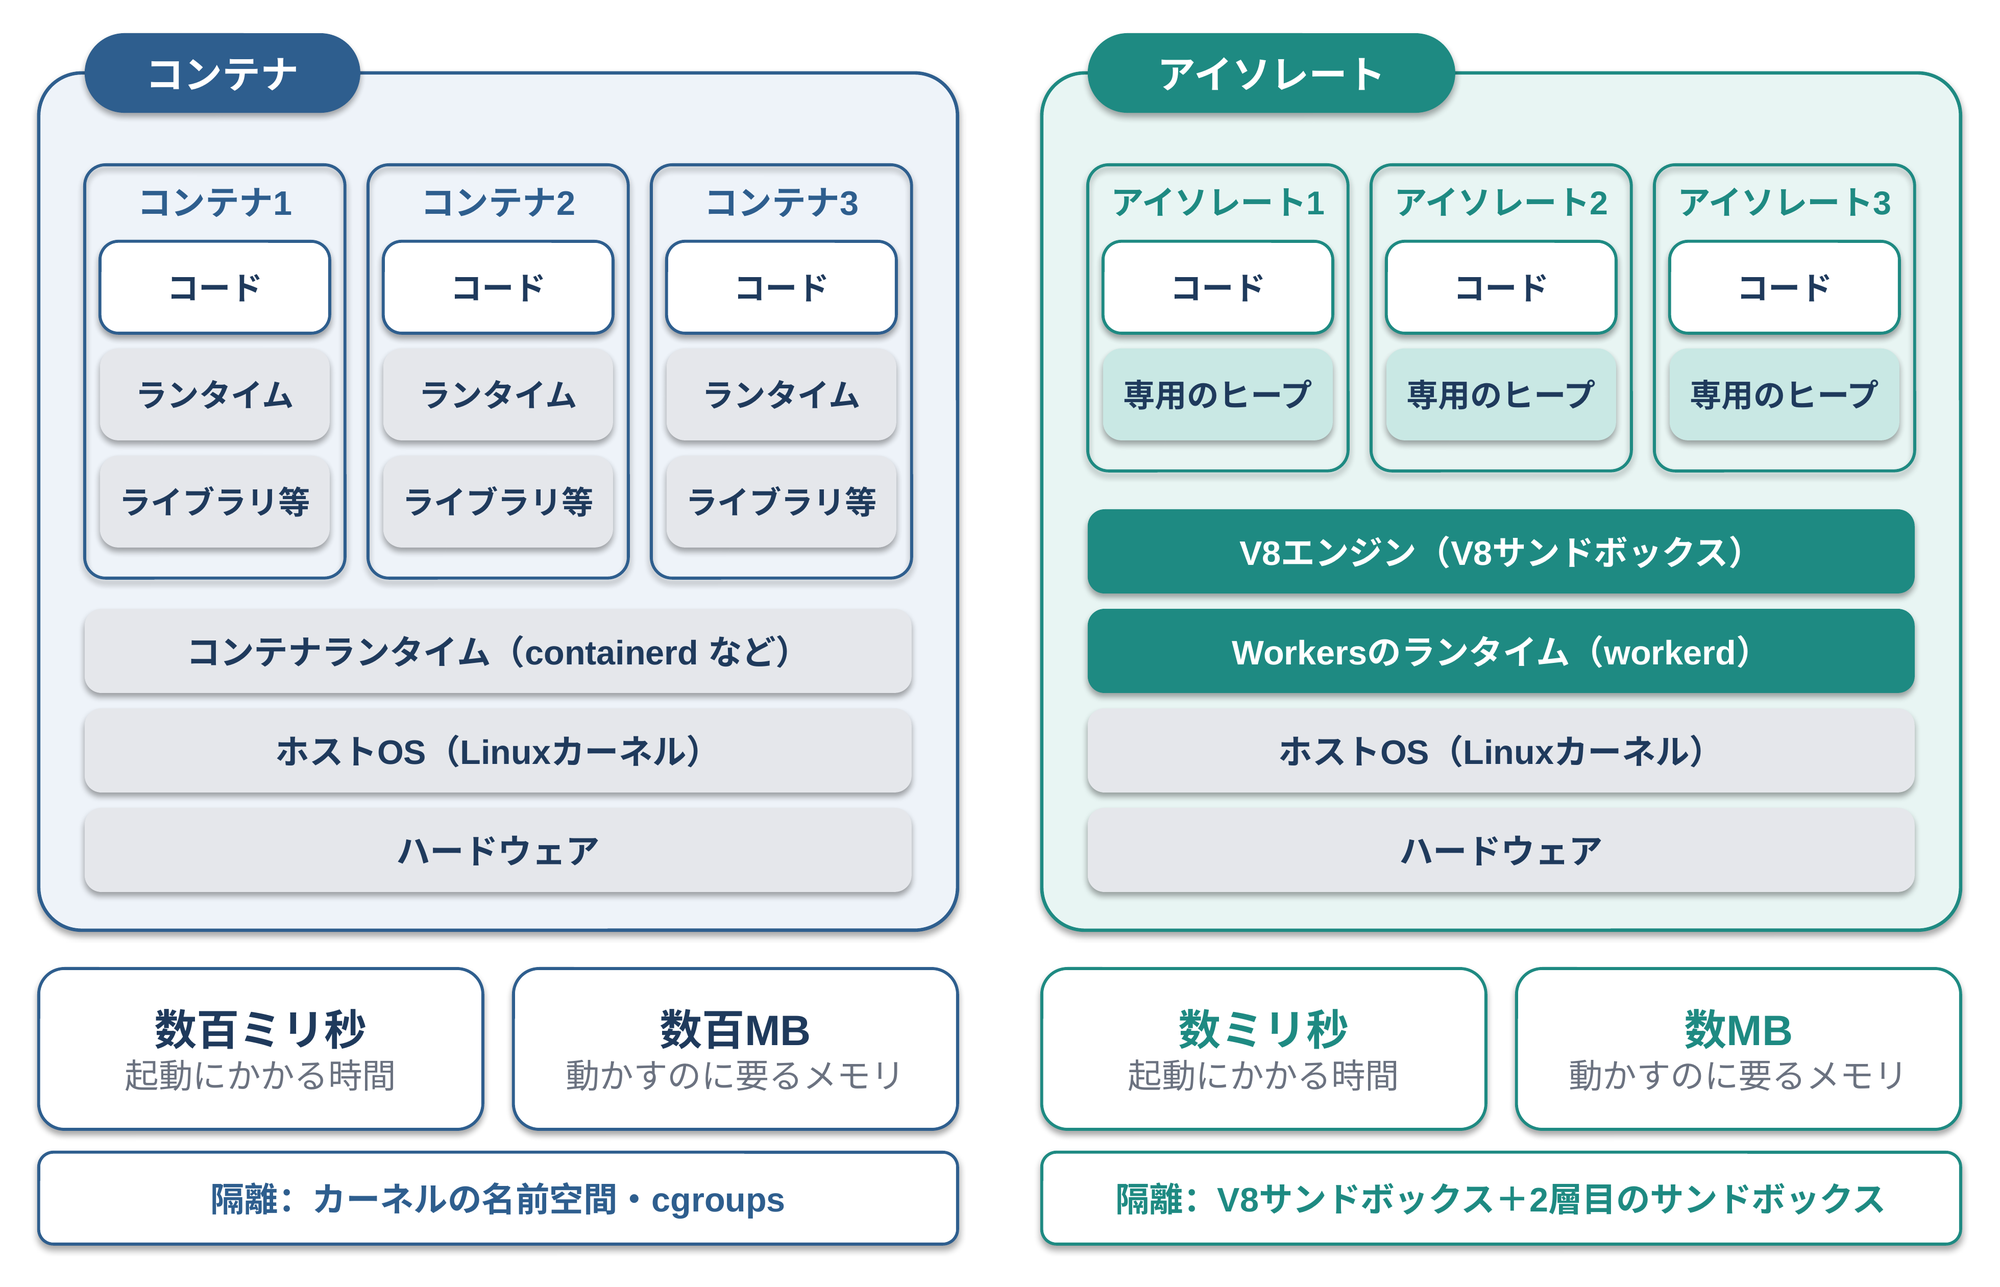 コンテナ
コンテナ1
コード
ランタイム
ライブラリ等
コンテナ2
コード
ランタイム
ライブラリ等
コンテナ3
コード
ランタイム
ライブラリ等
コンテナランタイム（containerd など）
ホストOS（Linuxカーネル）
ハードウェア
数百ミリ秒
起動にかかる時間
数百MB
動かすのに要るメモリ
隔離：カーネルの名前空間・cgroups
アイソレート
アイソレート1
コード
専用のヒープ
アイソレート2
コード
専用のヒープ
アイソレート3
コード
専用のヒープ
V8エンジン（V8サンドボックス）
Workersのランタイム（workerd）
ホストOS（Linuxカーネル）
ハードウェア
数ミリ秒
起動にかかる時間
数MB
動かすのに要るメモリ
隔離：V8サンドボックス＋2層目のサンドボックス